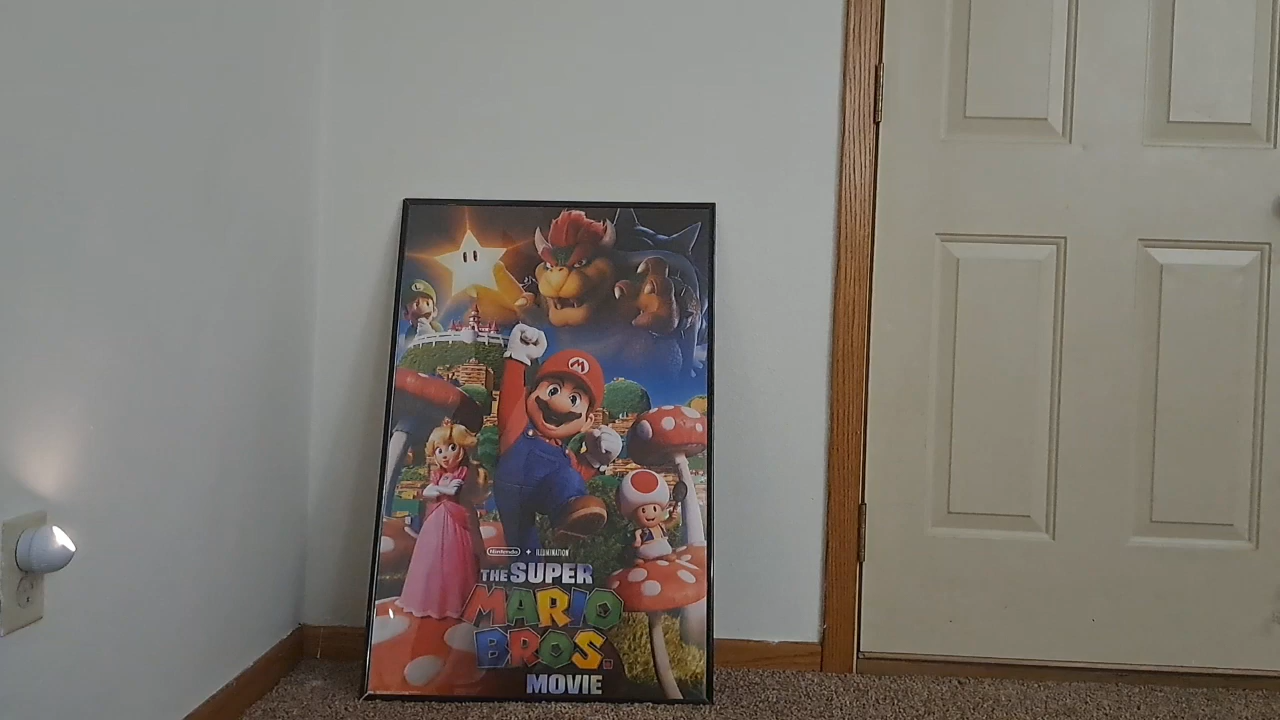 L
M
Nintendo + ILLUMINATION
THE SUPER
MARIO
BROS.
MOVIE